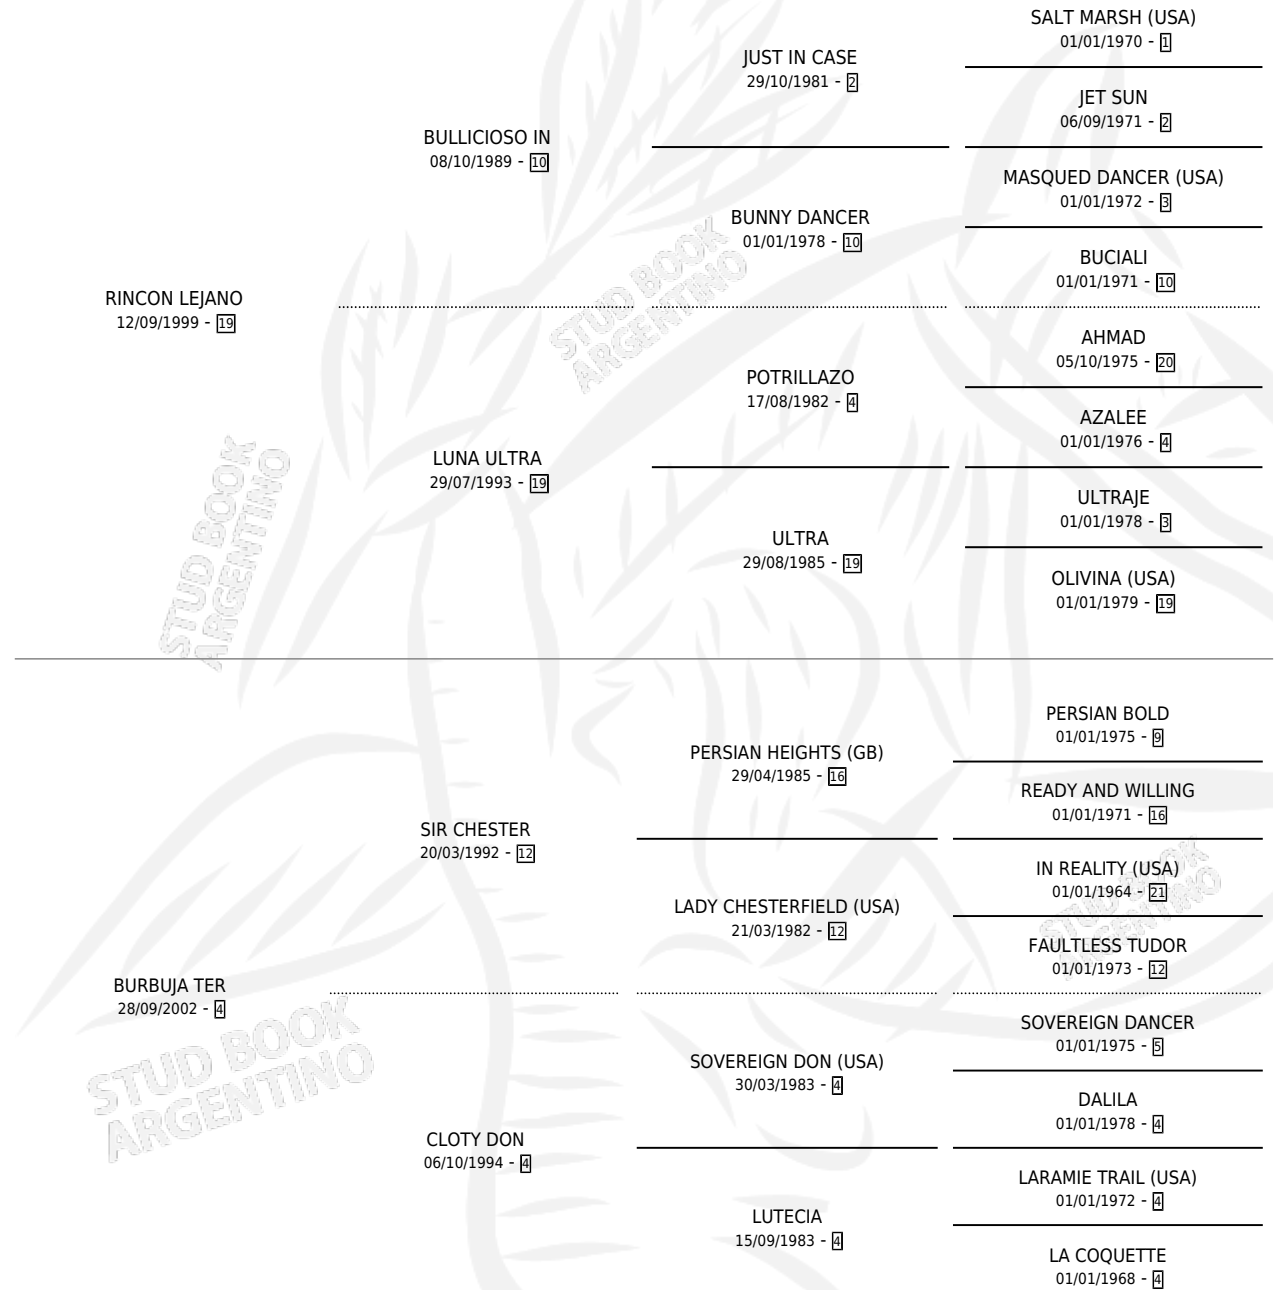 SALT MARSH (USA)
01/01/1970 - 1
JUST IN CASE
29/10/1981 - 2
JET SUN
06/09/1971 - 2
BULLICIOSO IN
08/10/1989 - 10
MASQUED DANCER (USA)
01/01/1972 - 3
BUNNY DANCER
01/01/1978 - 10
BUCIALI
01/01/1971 - 10
RINCON LEJANO
12/09/1999 - 19
AHMAD
05/10/1975 - 20
POTRILLAZO
17/08/1982 - 4
AZALEE
01/01/1976 - 4
LUNA ULTRA
29/07/1993 - 19
ULTRAJE
01/01/1978 - 3
ULTRA
29/08/1985 - 19
OLIVINA (USA)
01/01/1979 - 19
PERSIAN BOLD
01/01/1975 - 9
PERSIAN HEIGHTS (GB)
29/04/1985 - 16
READY AND WILLING
01/01/1971 - 16
SIR CHESTER
20/03/1992 - 12
IN REALITY (USA)
01/01/1964 - 21
LADY CHESTERFIELD (USA)
21/03/1982 - 12
FAULTLESS TUDOR
01/01/1973 - 12
BURBUJA TER
28/09/2002 - 4
SOVEREIGN DANCER
01/01/1975 - 5
SOVEREIGN DON (USA)
30/03/1983 - 4
DALILA
01/01/1978 - 4
CLOTY DON
06/10/1994 - 4
LARAMIE TRAIL (USA)
01/01/1972 - 4
LUTECIA
15/09/1983 - 4
LA COQUETTE
01/01/1968 - 4
STUD BOOK
ARGENTINO
STUD BOOK
ARGENTINO
STUD BOOK
ARGENTINO
STUD BOOK
ARGENTINO